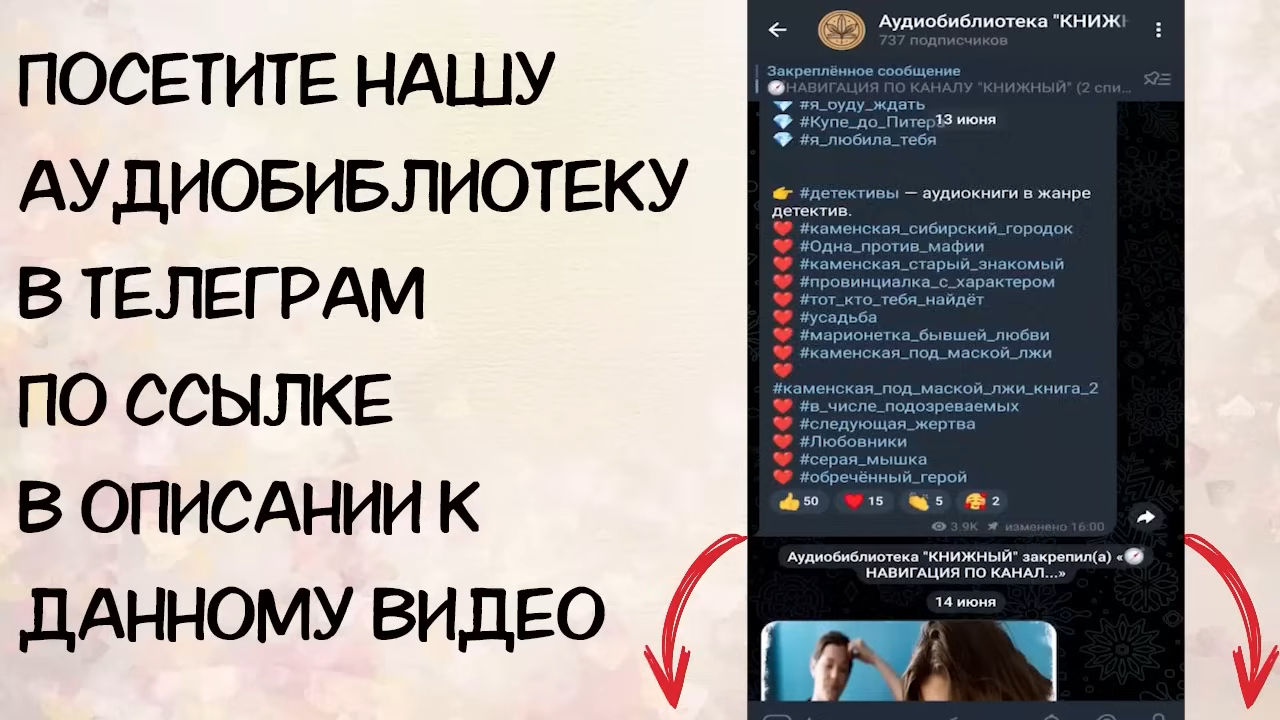 ПОСЕТИТЕ НАШУ
АУДИОБИБЛИОТЕКУ
В ТЕЛЕГРАМ
ПО ССЫЛКЕ
В ОПИСАНИИ К
ДАННОМУ ВИДЕО
Аудиобиблиотека "КНИЖН
737 подписчиков
Закреплённое сообщение
НАВИГАЦИЯ ПО КАНАЛУ "КНИЖНЫЙ" (2 спи...
#я_буду_ждать
#Купе_до_Питера
13 июня
#я_любила_тебя
#детективы — аудиокниги в жанре
детектив.
#каменская_сибирский_городок
#Одна_против_мафии
#каменская_старый_знакомый
#провинциалка_с_характером
#тот_кто_тебя_найдёт
#усадьба
#марионетка_бывшей_любви
#каменская_под_маской_лжи
#каменская_под_маской_лжи_книга_2
#в_числе_подозреваемых
#следующая_жертва
#Любовники
#серая_мышка
#обречённый_герой
50 15 5 2
3.9K изменено 16:00
Аудиобиблиотека "КНИЖНЫЙ" закрепил(а) «
НАВИГАЦИЯ ПО КАНАЛ...»
14 июня